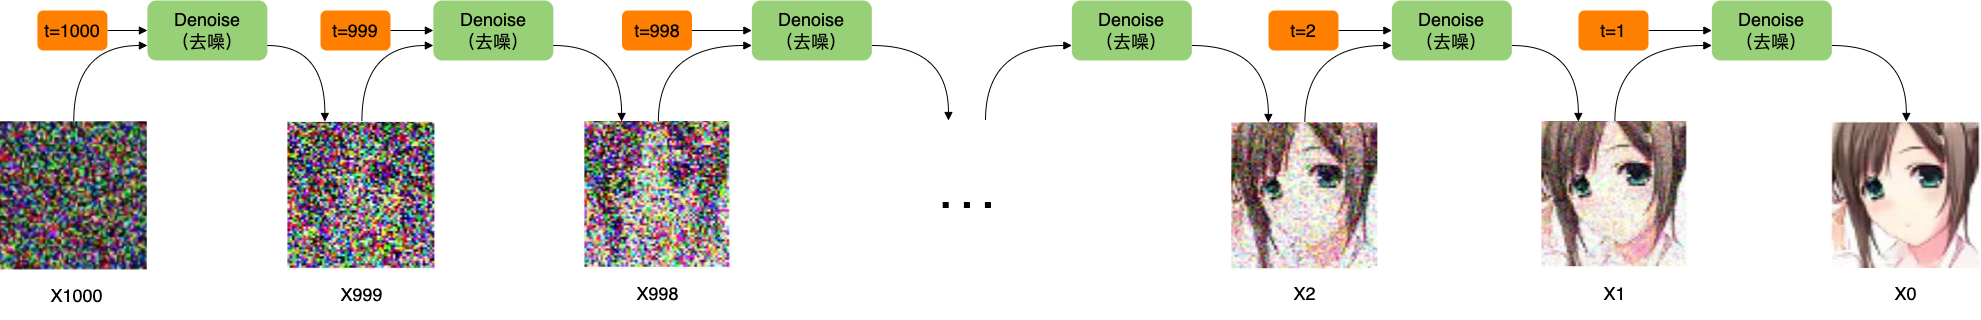 t=1000
Denoise
(去噪)
t=999
Denoise
(去噪)
t=998
Denoise
(去噪)
Denoise
(去噪)
t=2
Denoise
(去噪)
t=1
Denoise
(去噪)
...
X1000
X999
X998
X2
X1
X0